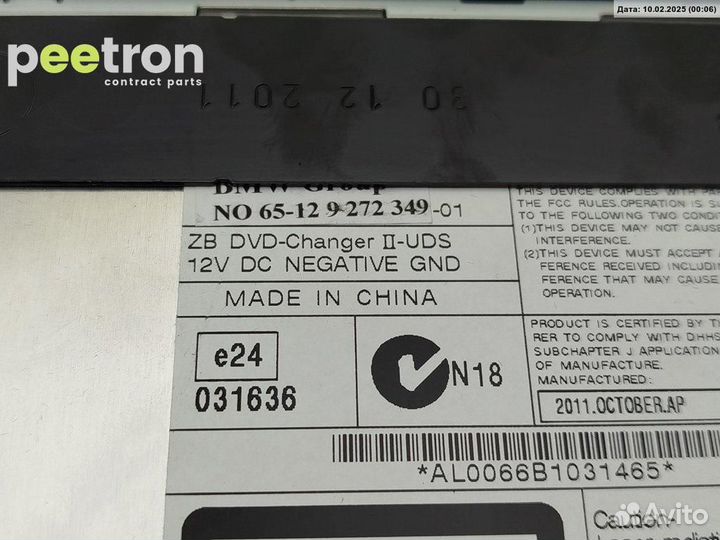 Дата: 10.02.2025 (00:06)
peetron
contract parts
30 12 2011
BMW Group
NO 65-12 9-272 349-01
ZB DVD-Changer II-UDS
12V DC NEGATIVE GND
MADE IN CHINA
e24
031636
N18
THIS DEVICE COMPLIES WITH
THE FCC RULES.OPERATION IS
TO THE FOLLOWING TWO
(1)THIS DEVICE MAY NOT CAUSE
INTERFERENCE.
(2)THIS DEVICE MUST ACCEPT
FERENCE RECEIVED
FERENCE THAT MAY CAUSE
OPERATION.
PRODUCT IS CERTIFIED BY
RER TO COMPLY WITH
SUBCHAPTER J APPLICATION
OF MANUFACTURE.
MANUFACTURED:
2011.OCTOBER.AP
*AL0066B1031465*
Caution-
Avito